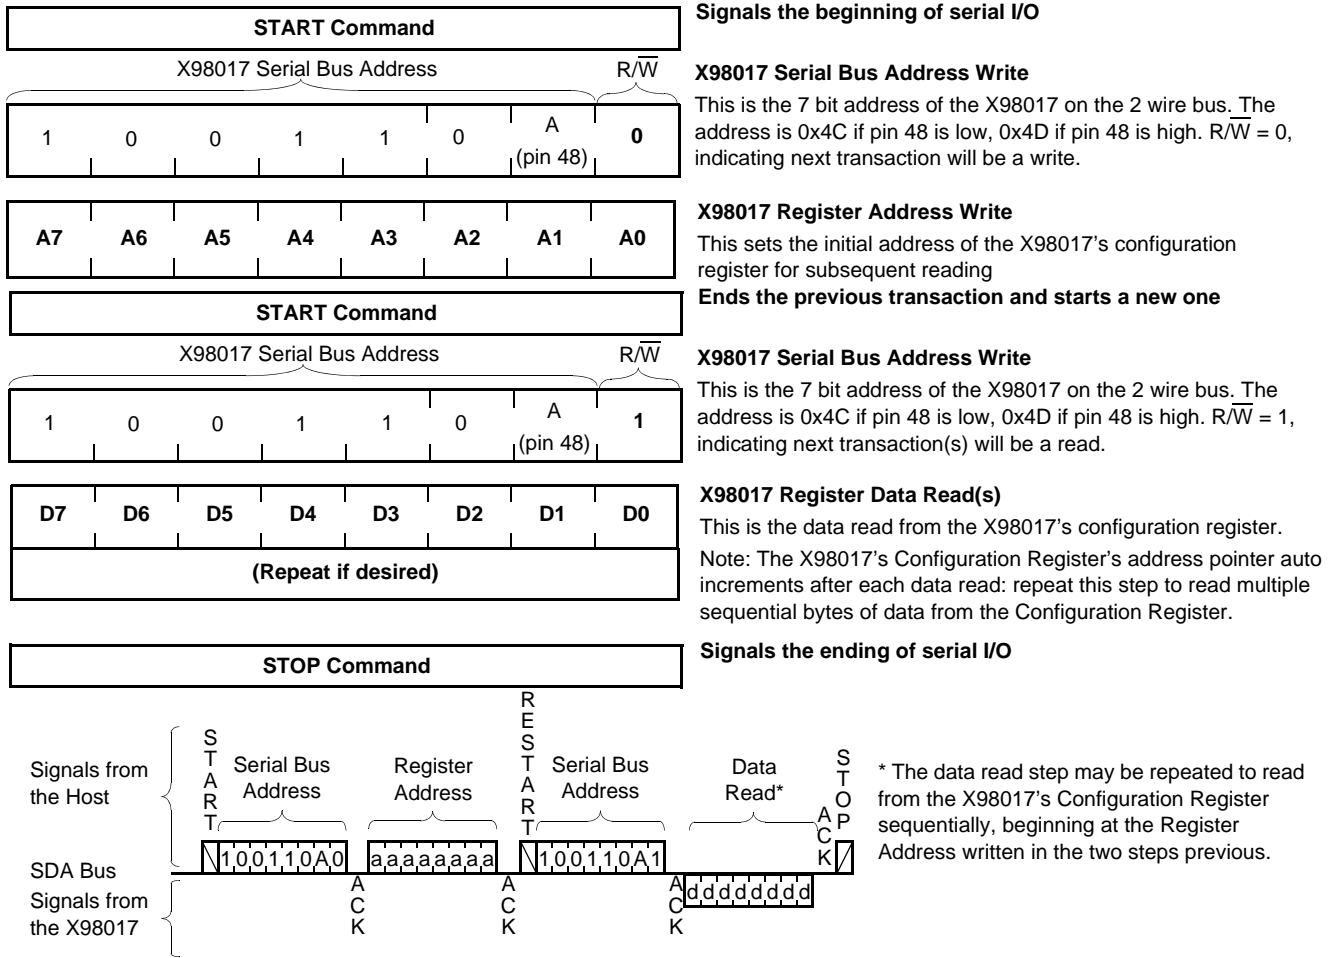 START Command
Signals the beginning of serial I/O
X98017 Serial Bus Address
R/W
1 0 0 1 1 0 A (pin 48) 0
X98017 Serial Bus Address Write
This is the 7 bit address of the X98017 on the 2 wire bus. The
address is 0x4C if pin 48 is low, 0x4D if pin 48 is high. R/W = 0,
indicating next transaction will be a write.
A7 A6 A5 A4 A3 A2 A1 A0
X98017 Register Address Write
This sets the initial address of the X98017's configuration
register for subsequent reading
START Command
Ends the previous transaction and starts a new one
X98017 Serial Bus Address
R/W
1 0 0 1 1 0 A (pin 48) 1
X98017 Serial Bus Address Write
This is the 7 bit address of the X98017 on the 2 wire bus. The
address is 0x4C if pin 48 is low, 0x4D if pin 48 is high. R/W = 1,
indicating next transaction(s) will be a read.
D7 D6 D5 D4 D3 D2 D1 D0
(Repeat if desired)
X98017 Register Data Read(s)
This is the data read from the X98017's configuration register.
Note: The X98017's Configuration Register's address pointer auto
increments after each data read: repeat this step to read multiple
sequential bytes of data from the Configuration Register.
STOP Command
Signals the ending of serial I/O
Signals from
the Host
START
Serial Bus
Address
Register
Address
RESTART
Serial Bus
Address
Data
Read*
ACK
STOP
1 0 0 1 1 0 A 0
a a a a a a a a
1 0 0 1 1 0 A 1
SDA Bus
Signals from
the X98017
ACK
ACK
ACK
d d d d d d d d
* The data read step may be repeated to read
from the X98017's Configuration Register
sequentially, beginning at the Register
Address written in the two steps previous.